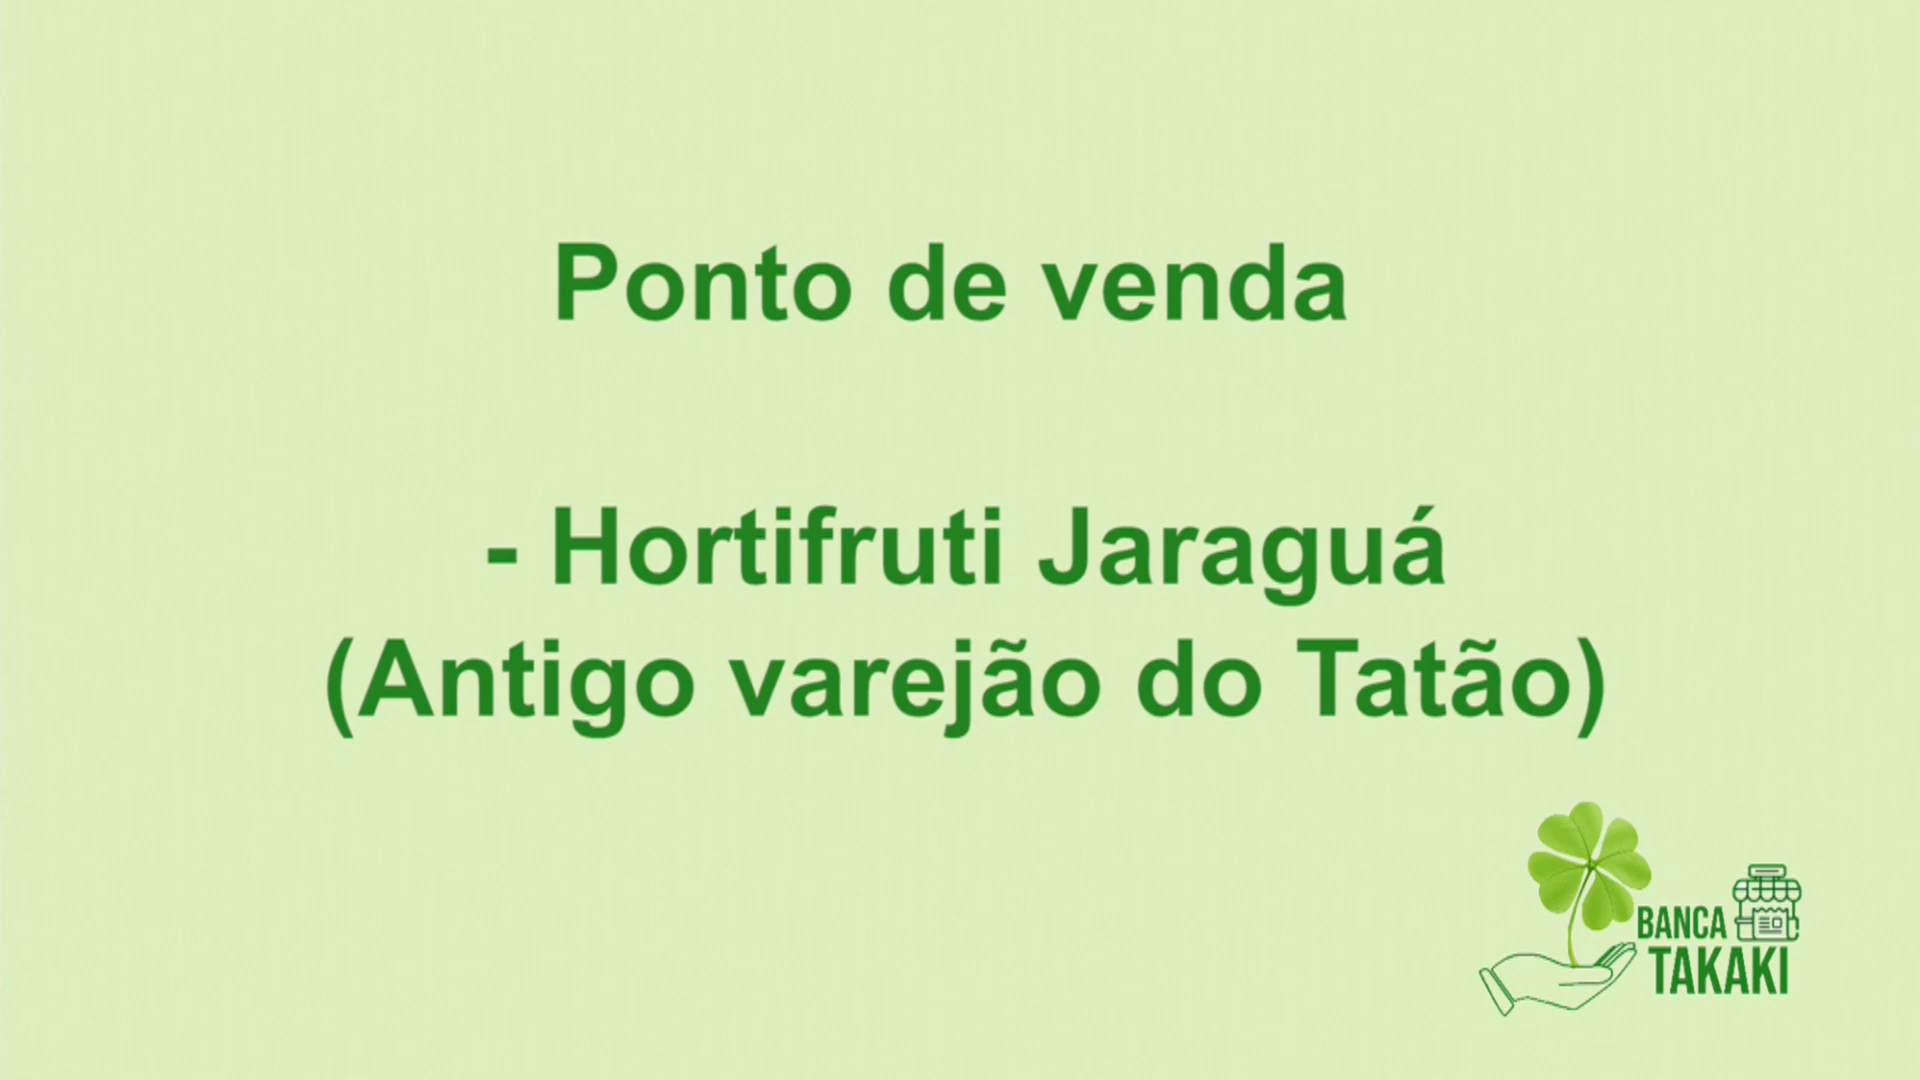 Ponto de venda
- Hortifruti Jaraguá
(Antigo varejão do Tatão)
BANCA
TAKAKI